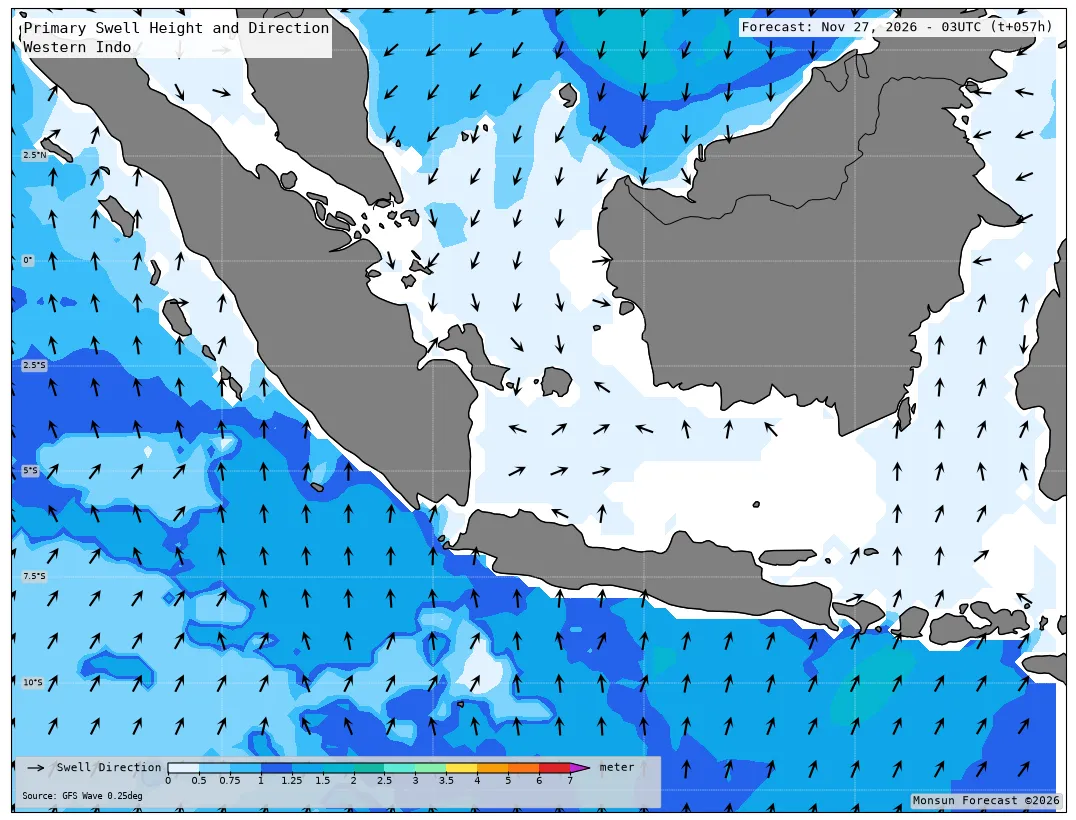 Primary Swell Height and Direction
Western Indo
Forecast: Nov 27, 2026 - 03UTC (t+057h)
2.5°N
0°
2.5°S
5°S
7.5°S
10°S
Swell Direction
0 0.5 0.75 1 1.25 1.5 2 2.5 3 3.5 4 5 6 7
meter
Source: GFS Wave 0.25deg
Monsun Forecast ©2026